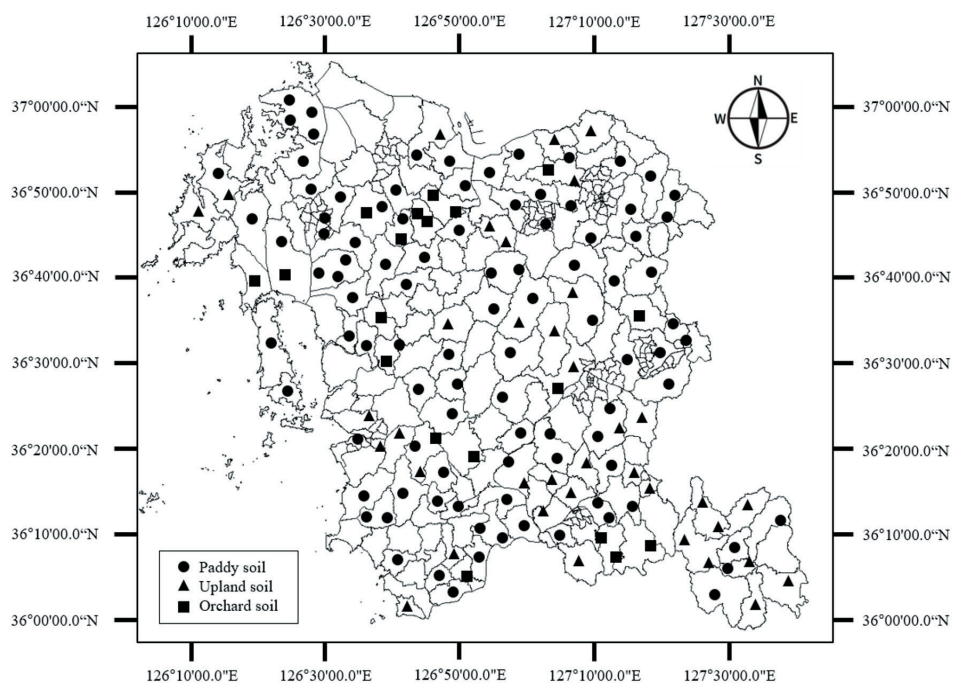 126°10'00.0"E 126°30'00.0"E 126°50'00.0"E 127°10'00.0"E 127°30'00.0"E
37°00'00.0“N 37°00'00.0“N
N
W E
S
36°50'00.0“N 36°50'00.0“N
36°40'00.0“N 36°40'00.0“N
36°30'00.0“N 36°30'00.0“N
36°20'00.0“N 36°20'00.0“N
36°10'00.0“N 36°10'00.0“N
Paddy soil
Upland soil
Orchard soil
36°00'00.0“N 36°00'00.0“N
126°10'00.0"E 126°30'00.0"E 126°50'00.0"E 127°10'00.0"E 127°30'00.0"E